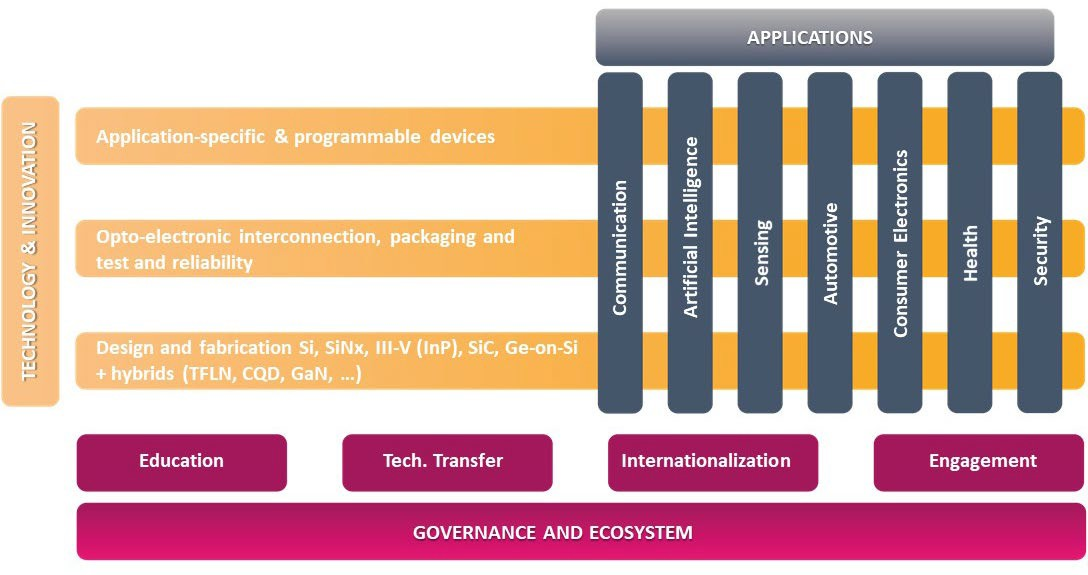 APPLICATIONS
TECHNOLOGY & INNOVATION
Application-specific & programmable devices
Opto-electronic interconnection, packaging and
test and reliability
Design and fabrication Si, SiNx, III-V (InP), SiC, Ge-on-Si
+ hybrids (TFLN, CQD, GaN, ...)
Communication
Artificial Intelligence
Sensing
Automotive
Consumer Electronics
Health
Security
Education
Tech. Transfer
Internationalization
Engagement
GOVERNANCE AND ECOSYSTEM